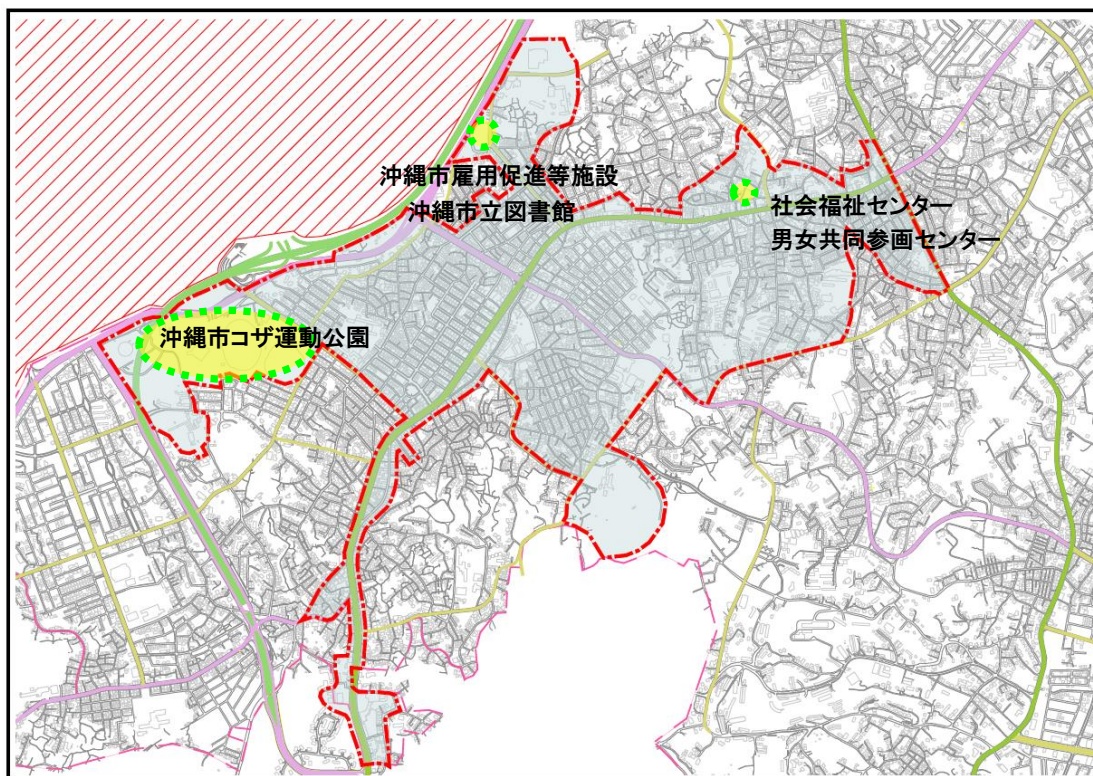 沖縄市雇用促進等施設
沖縄市立図書館
社会福祉センター
男女共同参画センター
沖縄市コザ運動公園